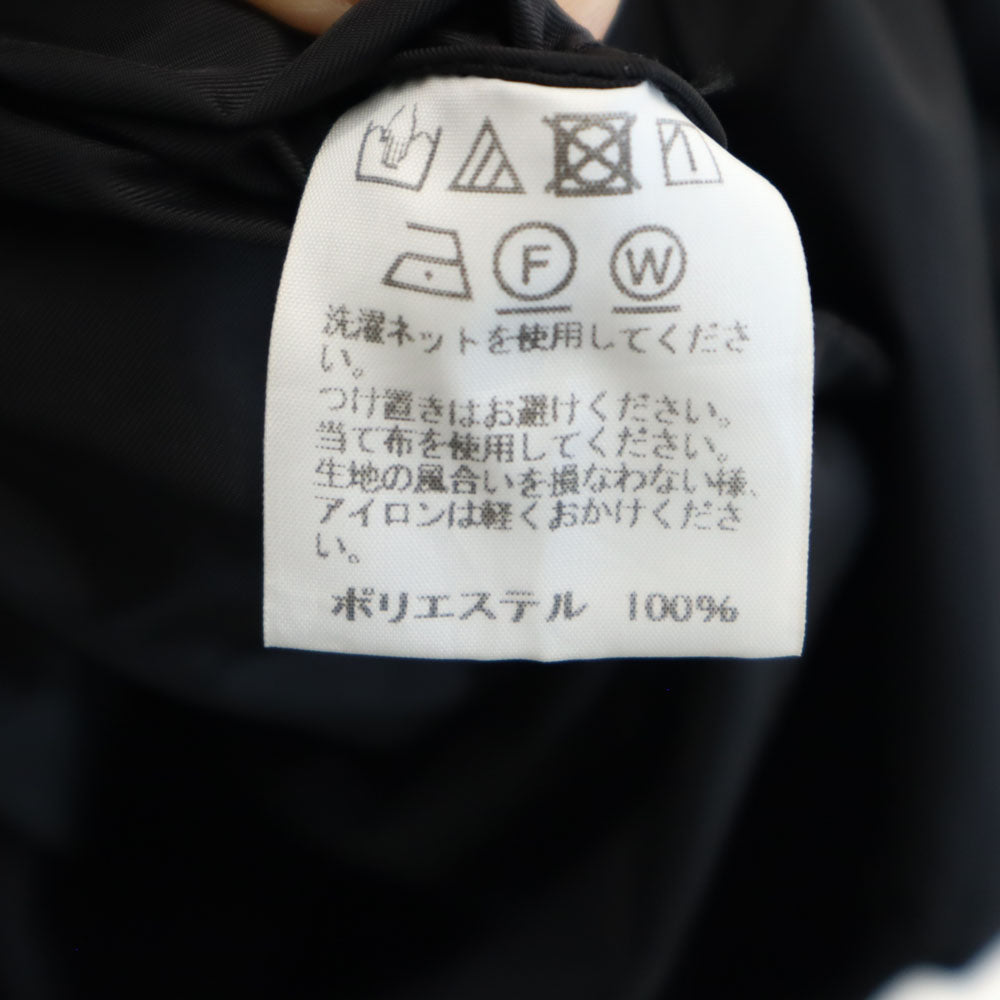 F W
洗濯ネットを使用してくださ
い。
つけ置きはお避けください。
当て布を使用してください。
生地の風合いを損なわない様、
アイロンは軽くおかけくださ
い。
ポリエステル 100%